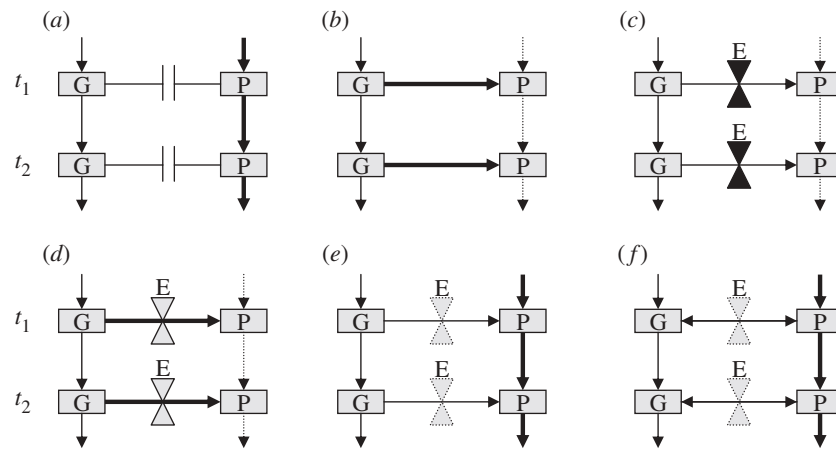 (a) (b) (c)
E
t1 G P G P G P
E
t2 G P G P G P
(d) (e) (f)
E E E
t1 G P G P G P
E E E
t2 G P G P G P